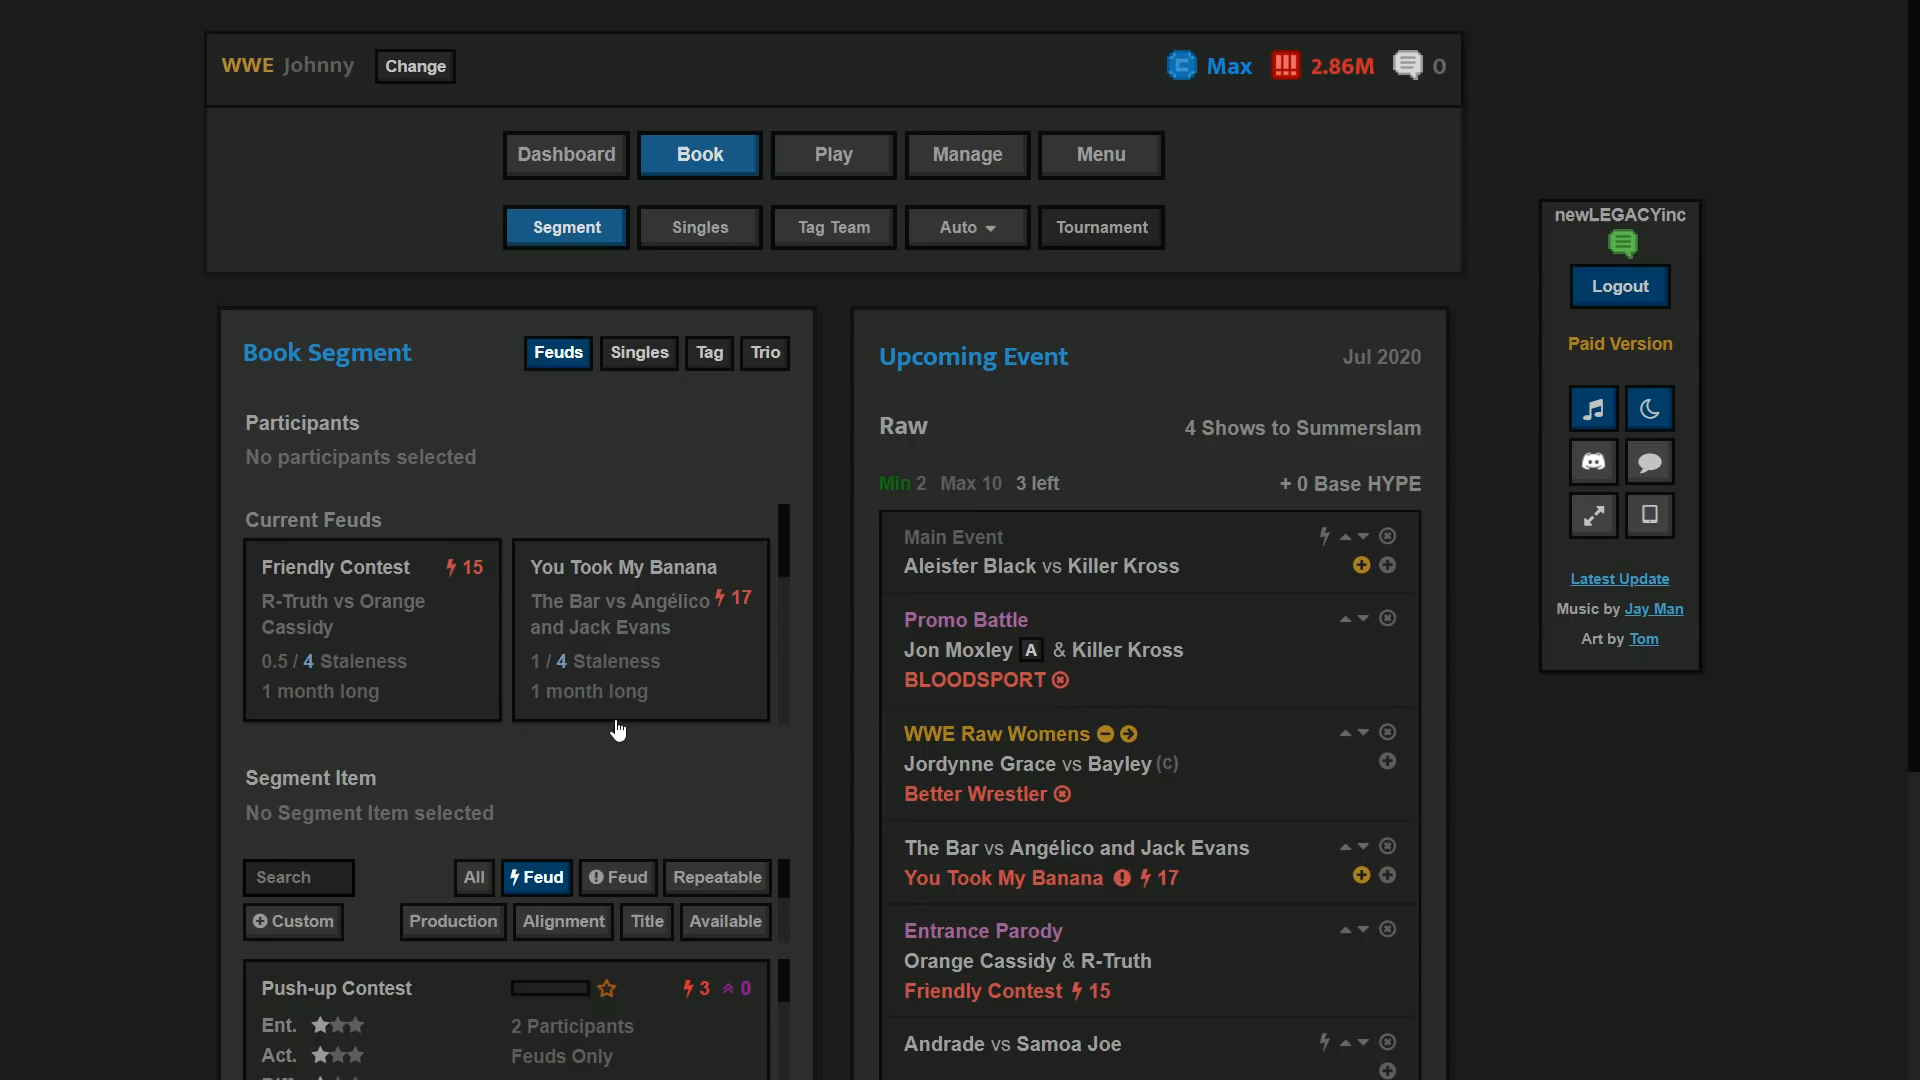 WWE Johnny Change
Max 2.86M 0
Dashboard Book Play Manage Menu
Segment Singles Tag Team Auto Tournament
newLEGACYinc
Logout
Paid Version
Latest Update
Music by Jay Man
Art by Tom
Book Segment Feuds Singles Tag Trio
Participants
No participants selected
Current Feuds
Friendly Contest 15
R-Truth vs Orange
Cassidy
0.5 / 4 Staleness
1 month long
You Took My Banana
The Bar vs Angélico 17
and Jack Evans
1 / 4 Staleness
1 month long
Segment Item
No Segment Item selected
Search All Feud Feud Repeatable
Custom Production Alignment Title Available
Push-up Contest 3 0
Ent. 2 Participants
Act. Feuds Only
Upcoming Event Jul 2020
Raw 4 Shows to Summerslam
Min 2 Max 10 3 left + 0 Base HYPE
Main Event
Aleister Black vs Killer Kross
Promo Battle
Jon Moxley A & Killer Kross
BLOODSPORT
WWE Raw Womens
Jordynne Grace vs Bayley (c)
Better Wrestler
The Bar vs Angélico and Jack Evans
You Took My Banana 17
Entrance Parody
Orange Cassidy & R-Truth
Friendly Contest 15
Andrade vs Samoa Joe